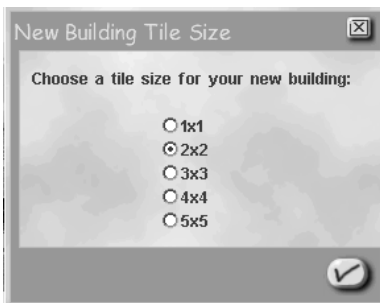 New Building Tile Size
Choose a tile size for your new building:
1x1
2x2
3x3
4x4
5x5